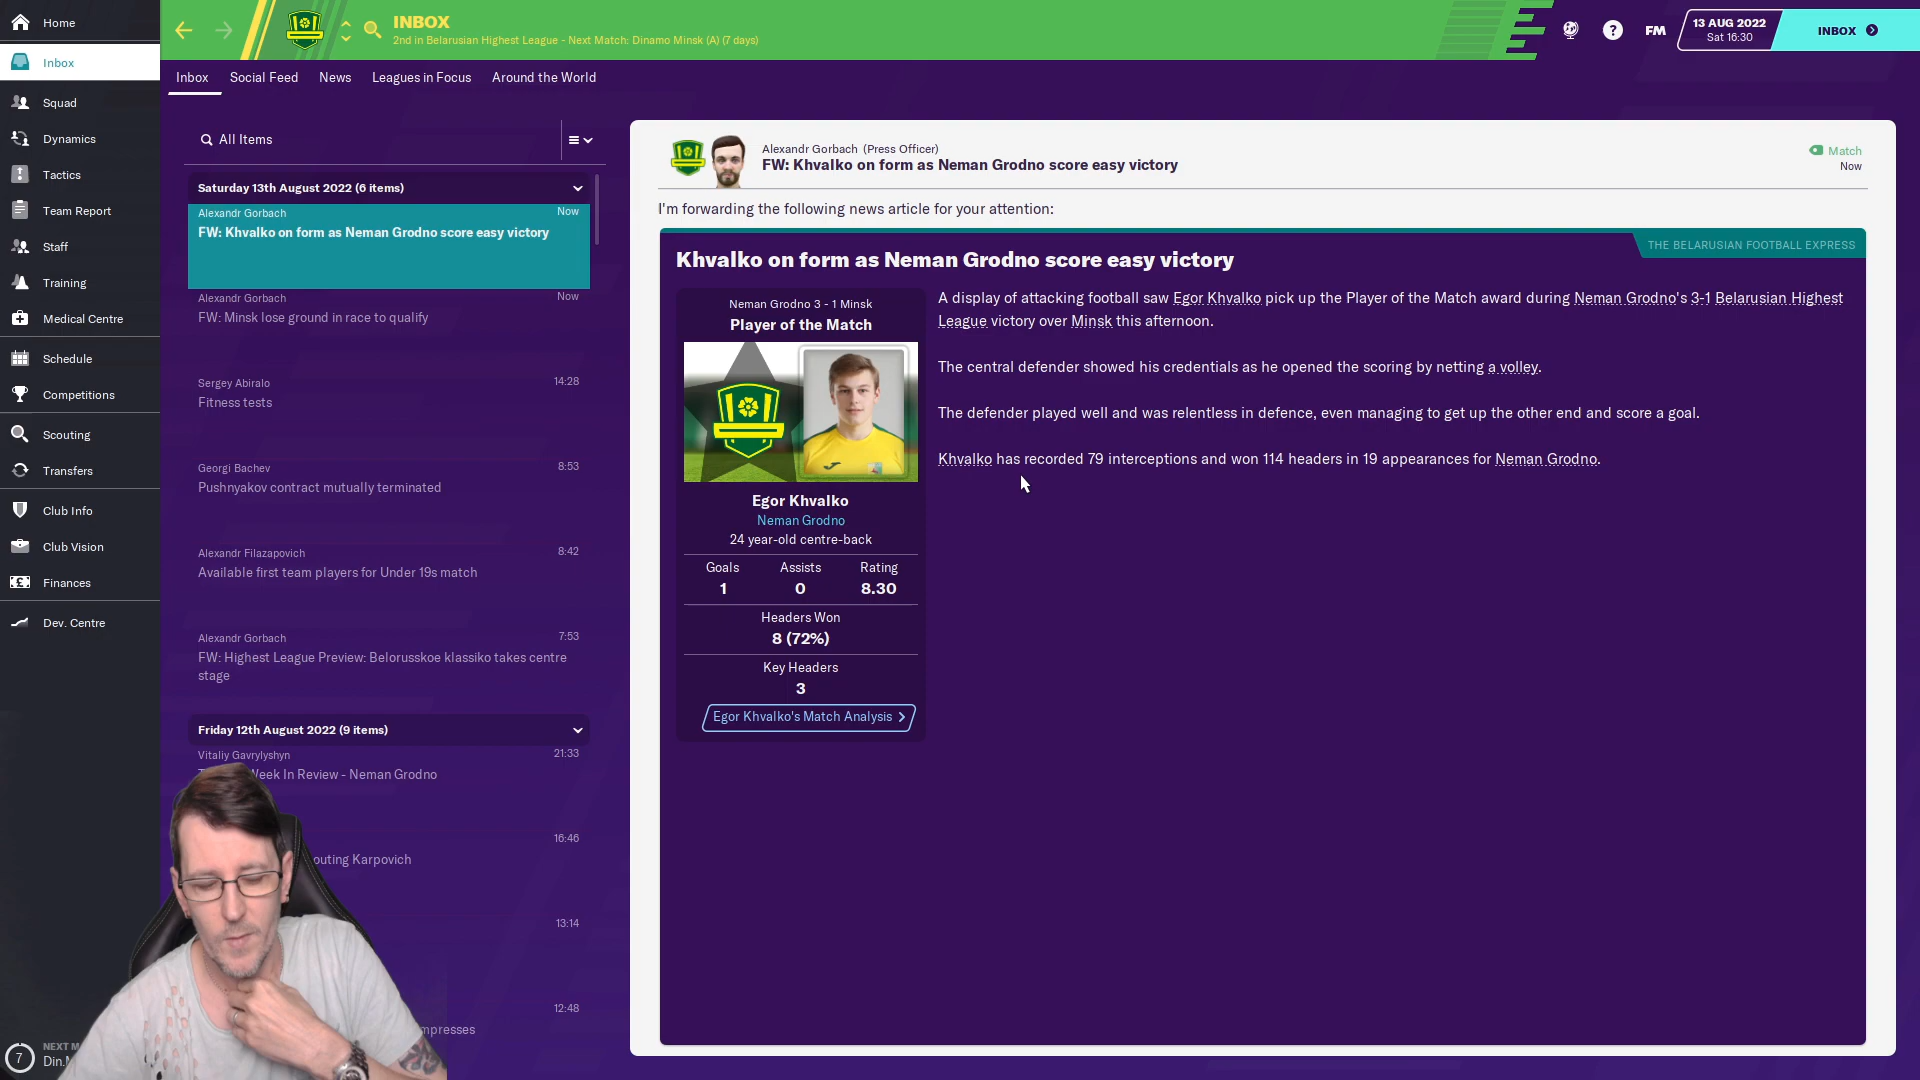 Home
Inbox
Squad
Dynamics
Tactics
Team Report
Staff
Training
Medical Centre
Schedule
Competitions
Scouting
Transfers
Club Info
Club Vision
Finances
Dev. Centre
7
NEXT M
Din.M
INBOX
2nd in Belarusian Highest League - Next Match: Dinamo Minsk (A) (7 days)
?
FM
13 AUG 2022
Sat 16:30
INBOX
Inbox
Social Feed
News
Leagues in Focus
Around the World
All Items
Saturday 13th August 2022 (6 items)
Alexandr Gorbach
Now
FW: Khvalko on form as Neman Grodno score easy victory
Alexandr Gorbach
Now
FW: Minsk lose ground in race to qualify
Sergey Abiralo
14:28
Fitness tests
Georgi Bachev
8:53
Pushnyakov contract mutually terminated
Alexandr Filazapovich
8:42
Available first team players for Under 19s match
Alexandr Gorbach
7:53
FW: Highest League Preview: Belorusskoe klassiko takes centre
stage
Friday 12th August 2022 (9 items)
Vitaliy Gavrylyshyn
21:33
Week In Review - Neman Grodno
16:46
outing Karpovich
13:14
12:48
mpresses
Alexandr Gorbach (Press Officer)
FW: Khvalko on form as Neman Grodno score easy victory
Match
Now
I'm forwarding the following news article for your attention:
THE BELARUSIAN FOOTBALL EXPRESS
Khvalko on form as Neman Grodno score easy victory
Neman Grodno 3 - 1 Minsk
Player of the Match
Egor Khvalko
Neman Grodno
24 year-old centre-back
Goals
Assists
Rating
1
0
8.30
Headers Won
8 (72%)
Key Headers
3
Egor Khvalko's Match Analysis
A display of attacking football saw Egor Khvalko pick up the Player of the Match award during Neman Grodno's 3-1 Belarusian Highest
League victory over Minsk this afternoon.
The central defender showed his credentials as he opened the scoring by netting a volley.
The defender played well and was relentless in defence, even managing to get up the other end and score a goal.
Khvalko has recorded 79 interceptions and won 114 headers in 19 appearances for Neman Grodno.